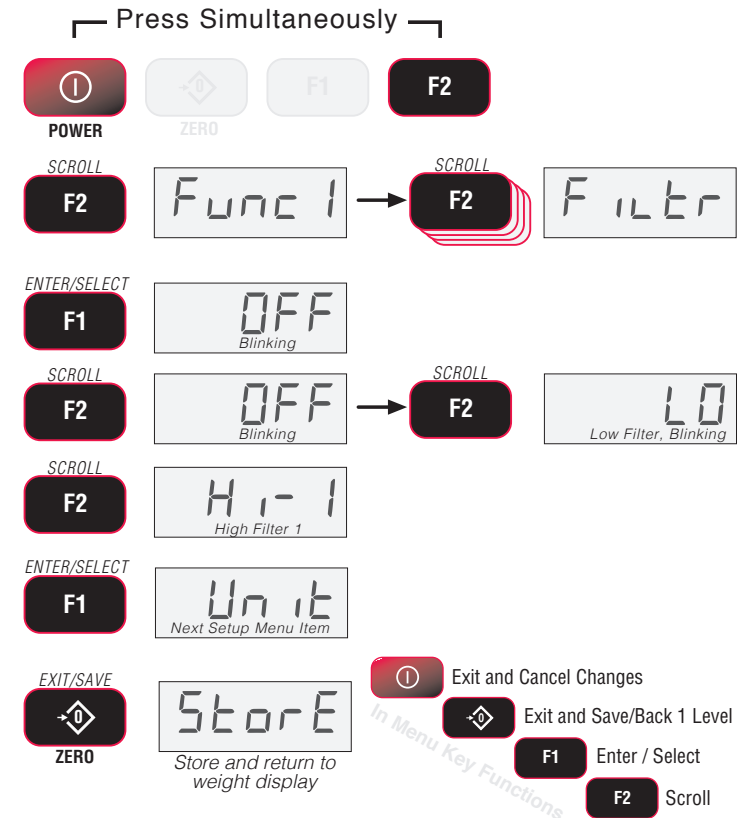 Press Simultaneously
F1
F2
POWER
ZERO
SCROLL
F2
Func1
SCROLL
F2
Filtr
ENTER/SELECT
F1
OFF
Blinking
SCROLL
F2
OFF
Blinking
SCROLL
F2
LO
Low Filter, Blinking
SCROLL
F2
Hi-1
High Filter 1
ENTER/SELECT
F1
Unit
Next Setup Menu Item
EXIT/SAVE
ZERO
StorE
Store and return to
weight display
Exit and Cancel Changes
Exit and Save/Back 1 Level
F1 Enter / Select
F2 Scroll
In Menu Key Functions